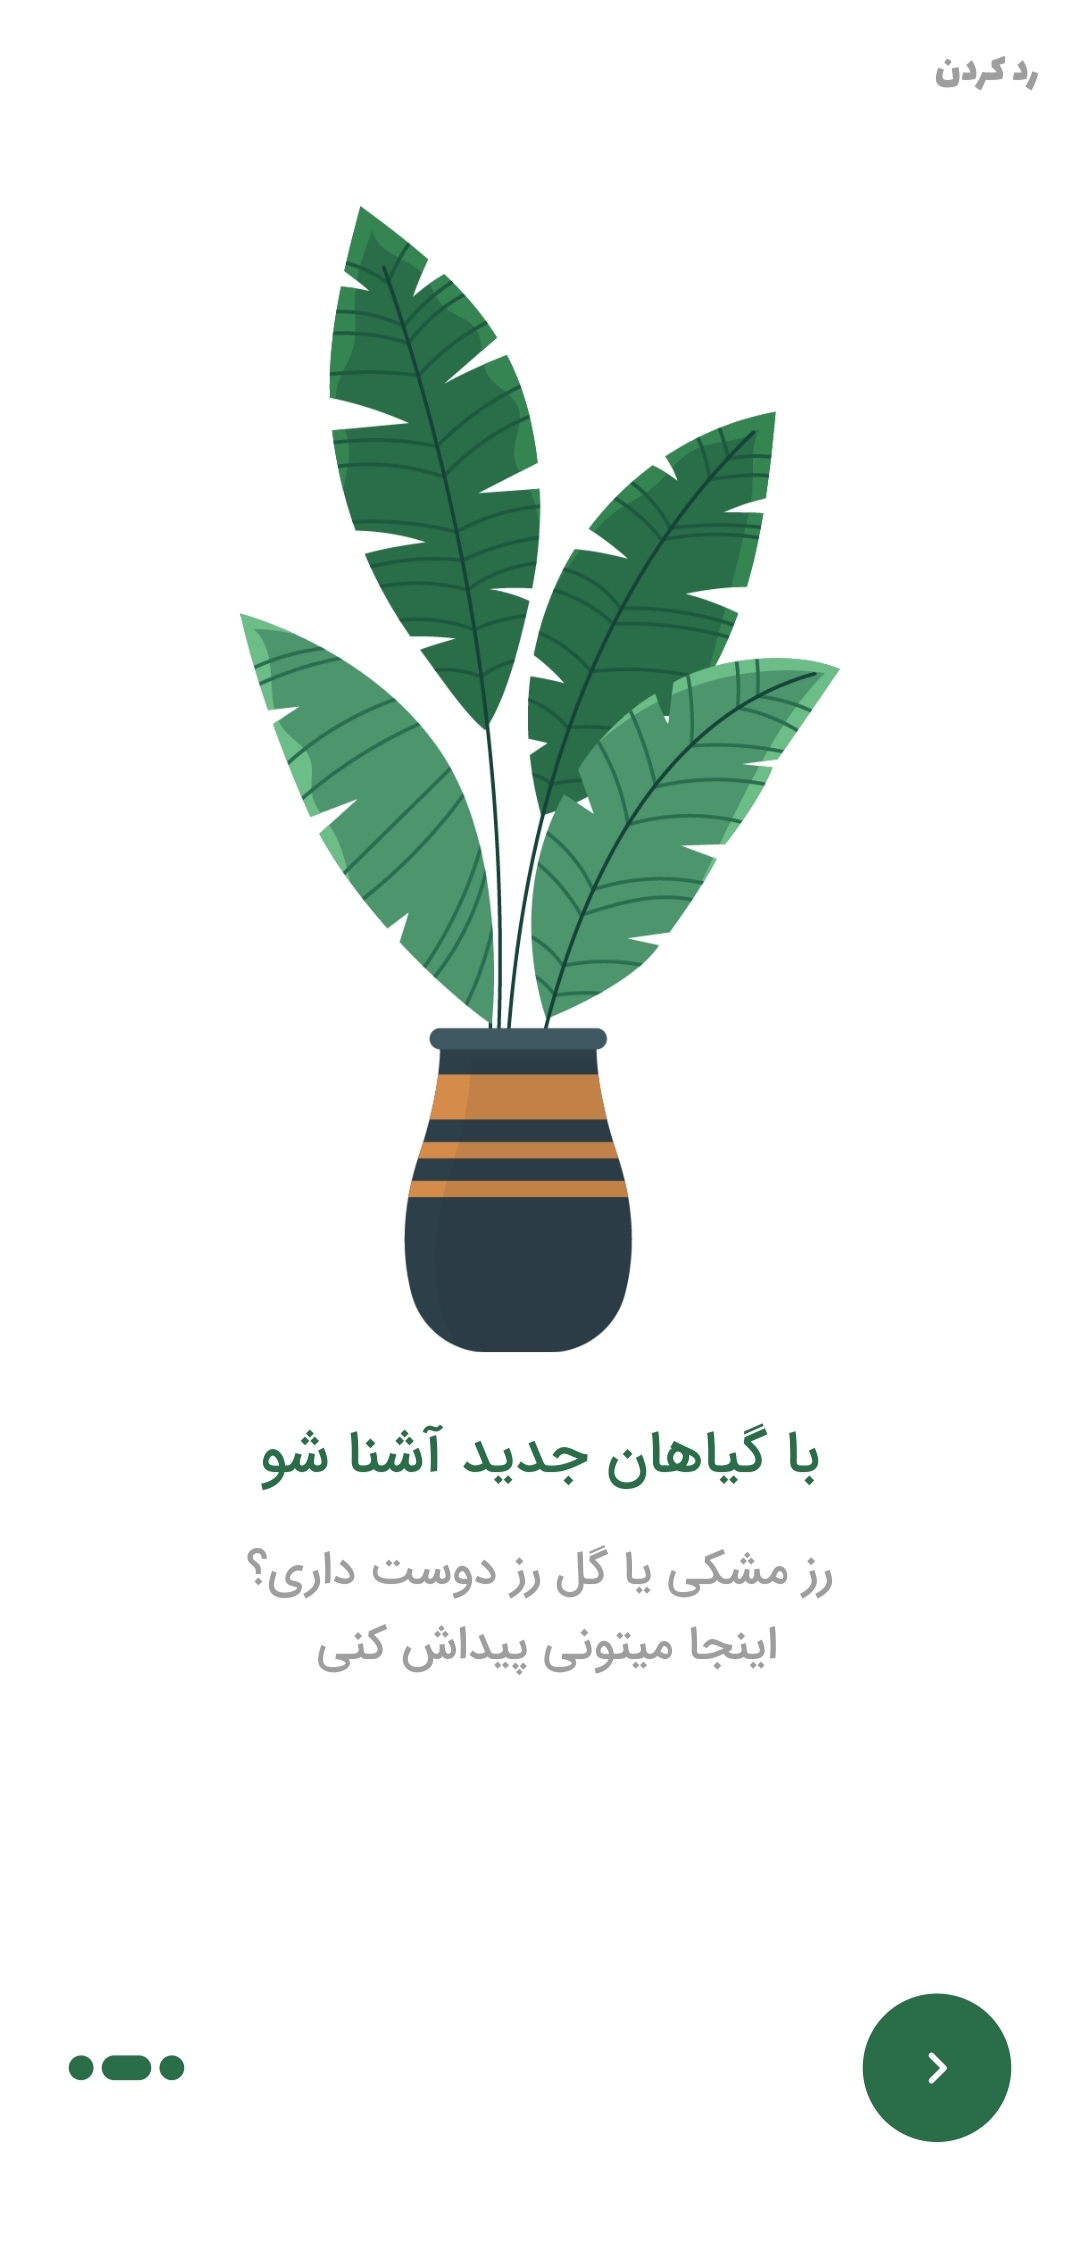 رد کردن
با گیاهان جدید آشنا شو
رز مشکی یا گل رز دوست داری؟
اینجا میتونی پیداش کنی